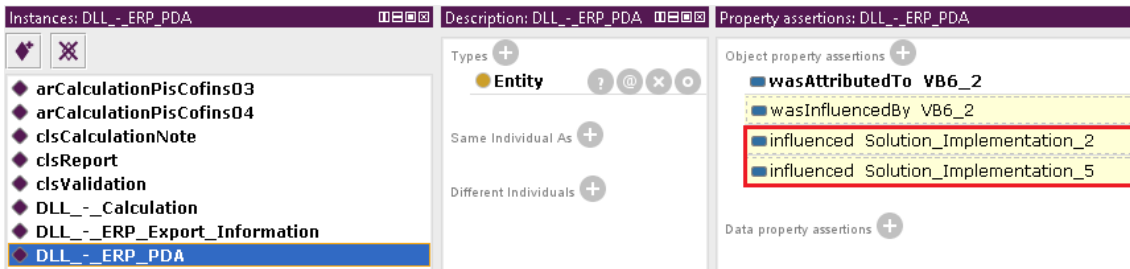 Instances: DLL_-_ERP_PDA
arCalculationPisCofins03
arCalculationPisCofins04
clsCalculationNote
clsReport
clsValidation
DLL_-_Calculation
DLL_-_ERP_Export_Information
DLL_-_ERP_PDA
Description: DLL_-_ERP_PDA
Types
Entity
? @ × o
Same Individual As
Different Individuals
Property assertions: DLL_-_ERP_PDA
Object property assertions
wasAttributedTo VB6_2
wasInfluencedBy VB6_2
influenced Solution_Implementation_2
influenced Solution_Implementation_5
Data property assertions